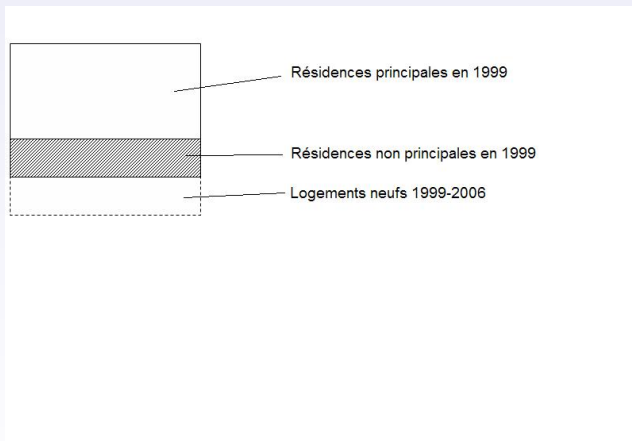 Résidences principales en 1999
Résidences non principales en 1999
Logements neufs 1999-2006